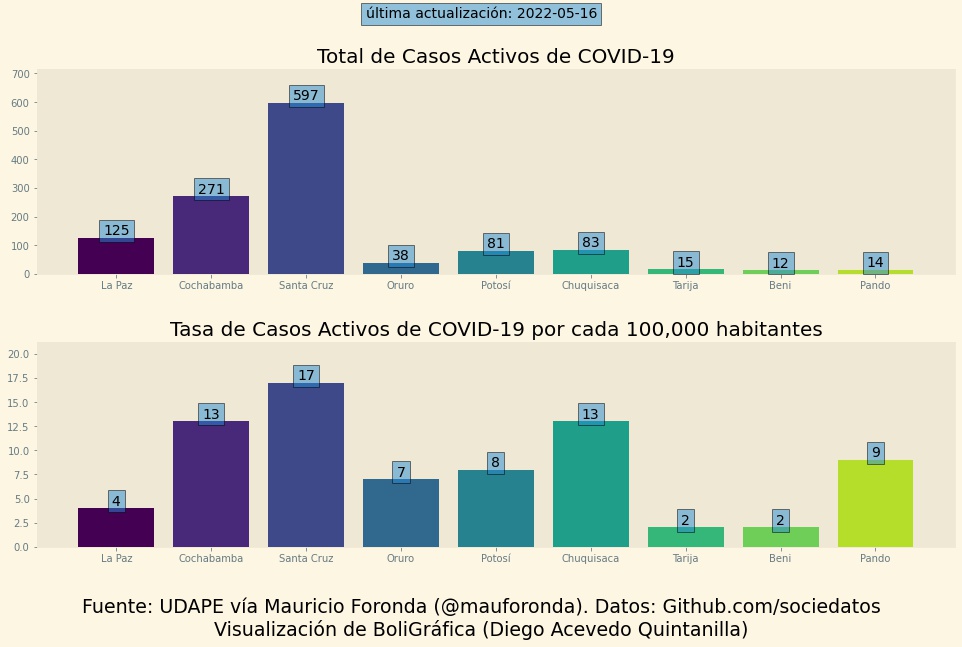 última actualización: 2022-05-16
Total de Casos Activos de COVID-19
700
600
500
400
300
200
100
0
125
271
597
38
81
83
15
12
14
La Paz
Cochabamba
Santa Cruz
Oruro
Potosí
Chuquisaca
Tarija
Beni
Pando
Tasa de Casos Activos de COVID-19 por cada 100,000 habitantes
20.0
17.5
15.0
12.5
10.0
7.5
5.0
2.5
0.0
4
13
17
7
8
13
2
2
9
La Paz
Cochabamba
Santa Cruz
Oruro
Potosí
Chuquisaca
Tarija
Beni
Pando
Fuente: UDAPE vía Mauricio Foronda (@mauforonda). Datos: Github.com/sociedatos
Visualización de BoliGráfica (Diego Acevedo Quintanilla)